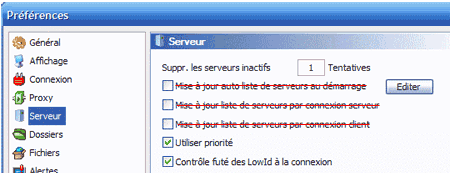 Préférences
Général
Affichage
Connexion
Proxy
Serveur
Dossiers
Fichiers
Alertes
Serveur
Suppr. les serveurs inactifs 1 Tentatives
Mise à jour auto liste de serveurs au démarrage Editer
Mise à jour liste de serveurs par connexion serveur
Mise à jour liste de serveurs par connexion client
Utiliser priorité
Contrôle futé des LowId à la connexion